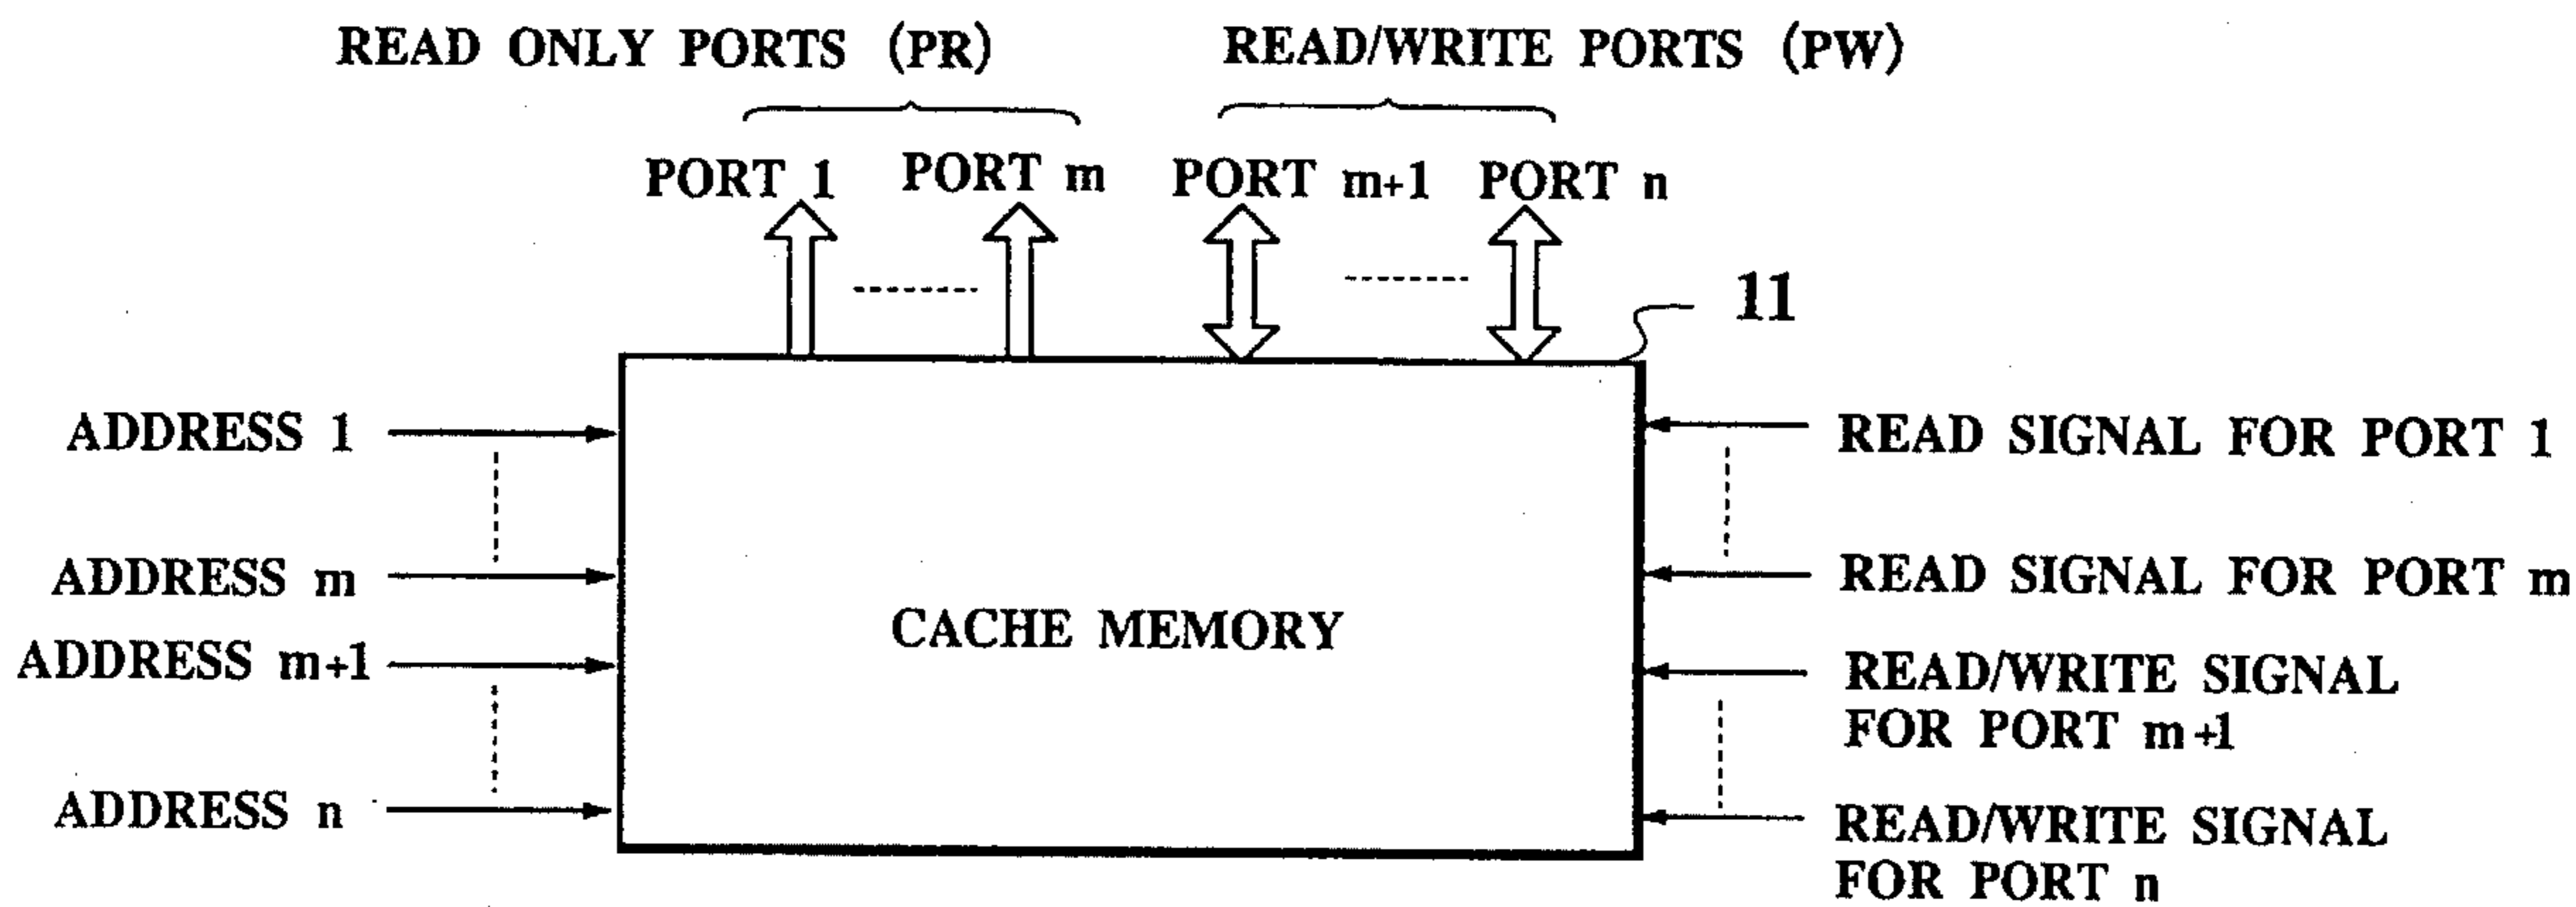 READ ONLY PORTS (PR)
READ/WRITE PORTS (PW)
PORT 1
PORT m
PORT m+1
PORT n
11
ADDRESS 1
ADDRESS m
ADDRESS m+1
ADDRESS n
CACHE MEMORY
READ SIGNAL FOR PORT 1
READ SIGNAL FOR PORT m
READ/WRITE SIGNAL
FOR PORT m+1
READ/WRITE SIGNAL
FOR PORT n